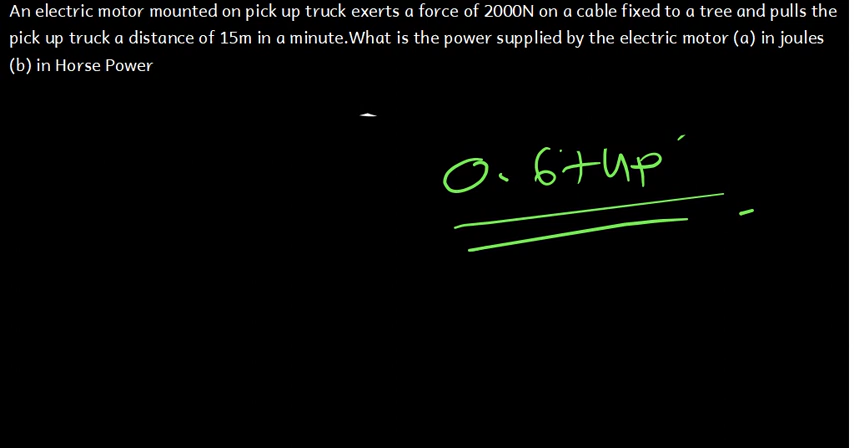 An electric motor mounted on pick up truck exerts a force of 2000N on a cable fixed to a tree and pulls the
pick up truck a distance of 15m in a minute.What is the power supplied by the electric motor (a) in joules
(b) in Horse Power
0.67HP